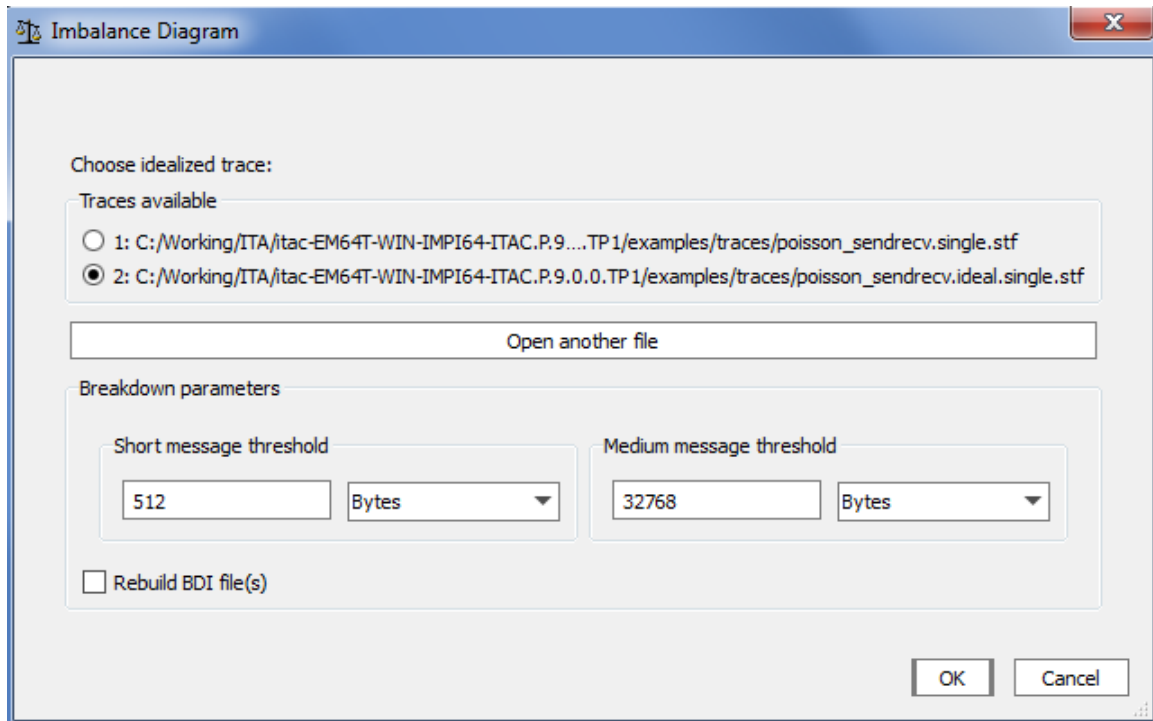 Imbalance Diagram
Choose idealized trace:
Traces available
1: C:/Working/ITA/itac-EM64T-WIN-IMPI64-ITAC.P.9....TP1/examples/traces/poisson_sendrecv.single.stf
2: C:/Working/ITA/itac-EM64T-WIN-IMPI64-ITAC.P.9.0.0.TP1/examples/traces/poisson_sendrecv.ideal.single.stf
Open another file
Breakdown parameters
Short message threshold Medium message threshold
512 Bytes 32768 Bytes
Rebuild BDI file(s)
OK Cancel